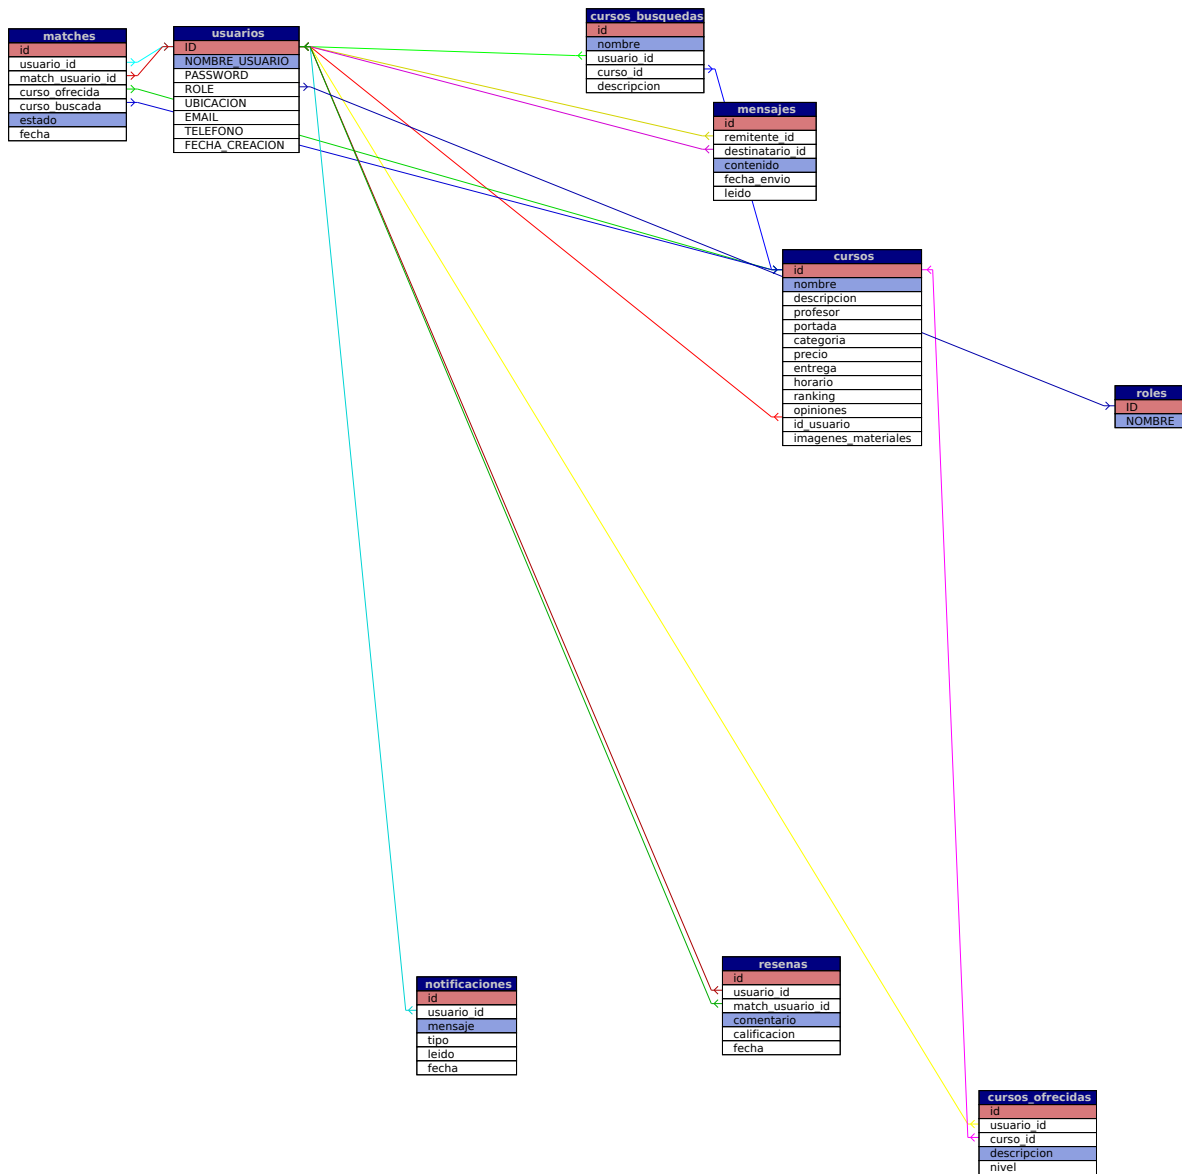 matches
id
usuario_id
match_usuario_id
curso_ofrecida
curso_buscada
estado
fecha
usuarios
ID
NOMBRE_USUARIO
PASSWORD
ROLE
UBICACION
EMAIL
TELEFONO
FECHA_CREACION
cursos_busquedas
id
nombre
usuario_id
curso_id
descripcion
mensajes
id
remitente_id
destinatario_id
contenido
fecha_envio
leido
cursos
id
nombre
descripcion
profesor
portada
categoria
precio
entrega
horario
ranking
opiniones
id_usuario
imagenes_materiales
roles
ID
NOMBRE
notificaciones
id
usuario_id
mensaje
tipo
leido
fecha
resenas
id
usuario_id
match_usuario_id
comentario
calificacion
fecha
cursos_ofrecidas
id
usuario_id
curso_id
descripcion
nivel